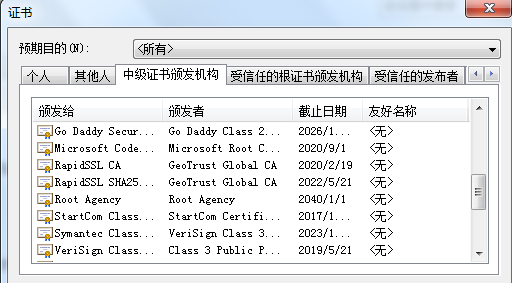 证书
预期目的(N): <所有>
个人 其他人 中级证书颁发机构 受信任的根证书颁发机构 受信任的发布者
颁发给 颁发者 截止日期 友好名称
Go Daddy Secur... Go Daddy Class 2... 2026/1... <无>
Microsoft Code... Microsoft Root C... 2020/9/1 <无>
RapidSSL CA GeoTrust Global CA 2020/2/19 <无>
RapidSSL SHA25... GeoTrust Global CA 2022/5/21 <无>
Root Agency Root Agency 2040/1/1 <无>
StartCom Class... StartCom Certifi... 2017/1... <无>
Symantec Class... VeriSign Class 3... 2023/1... <无>
VeriSign Class... Class 3 Public P... 2019/5/21 <无>